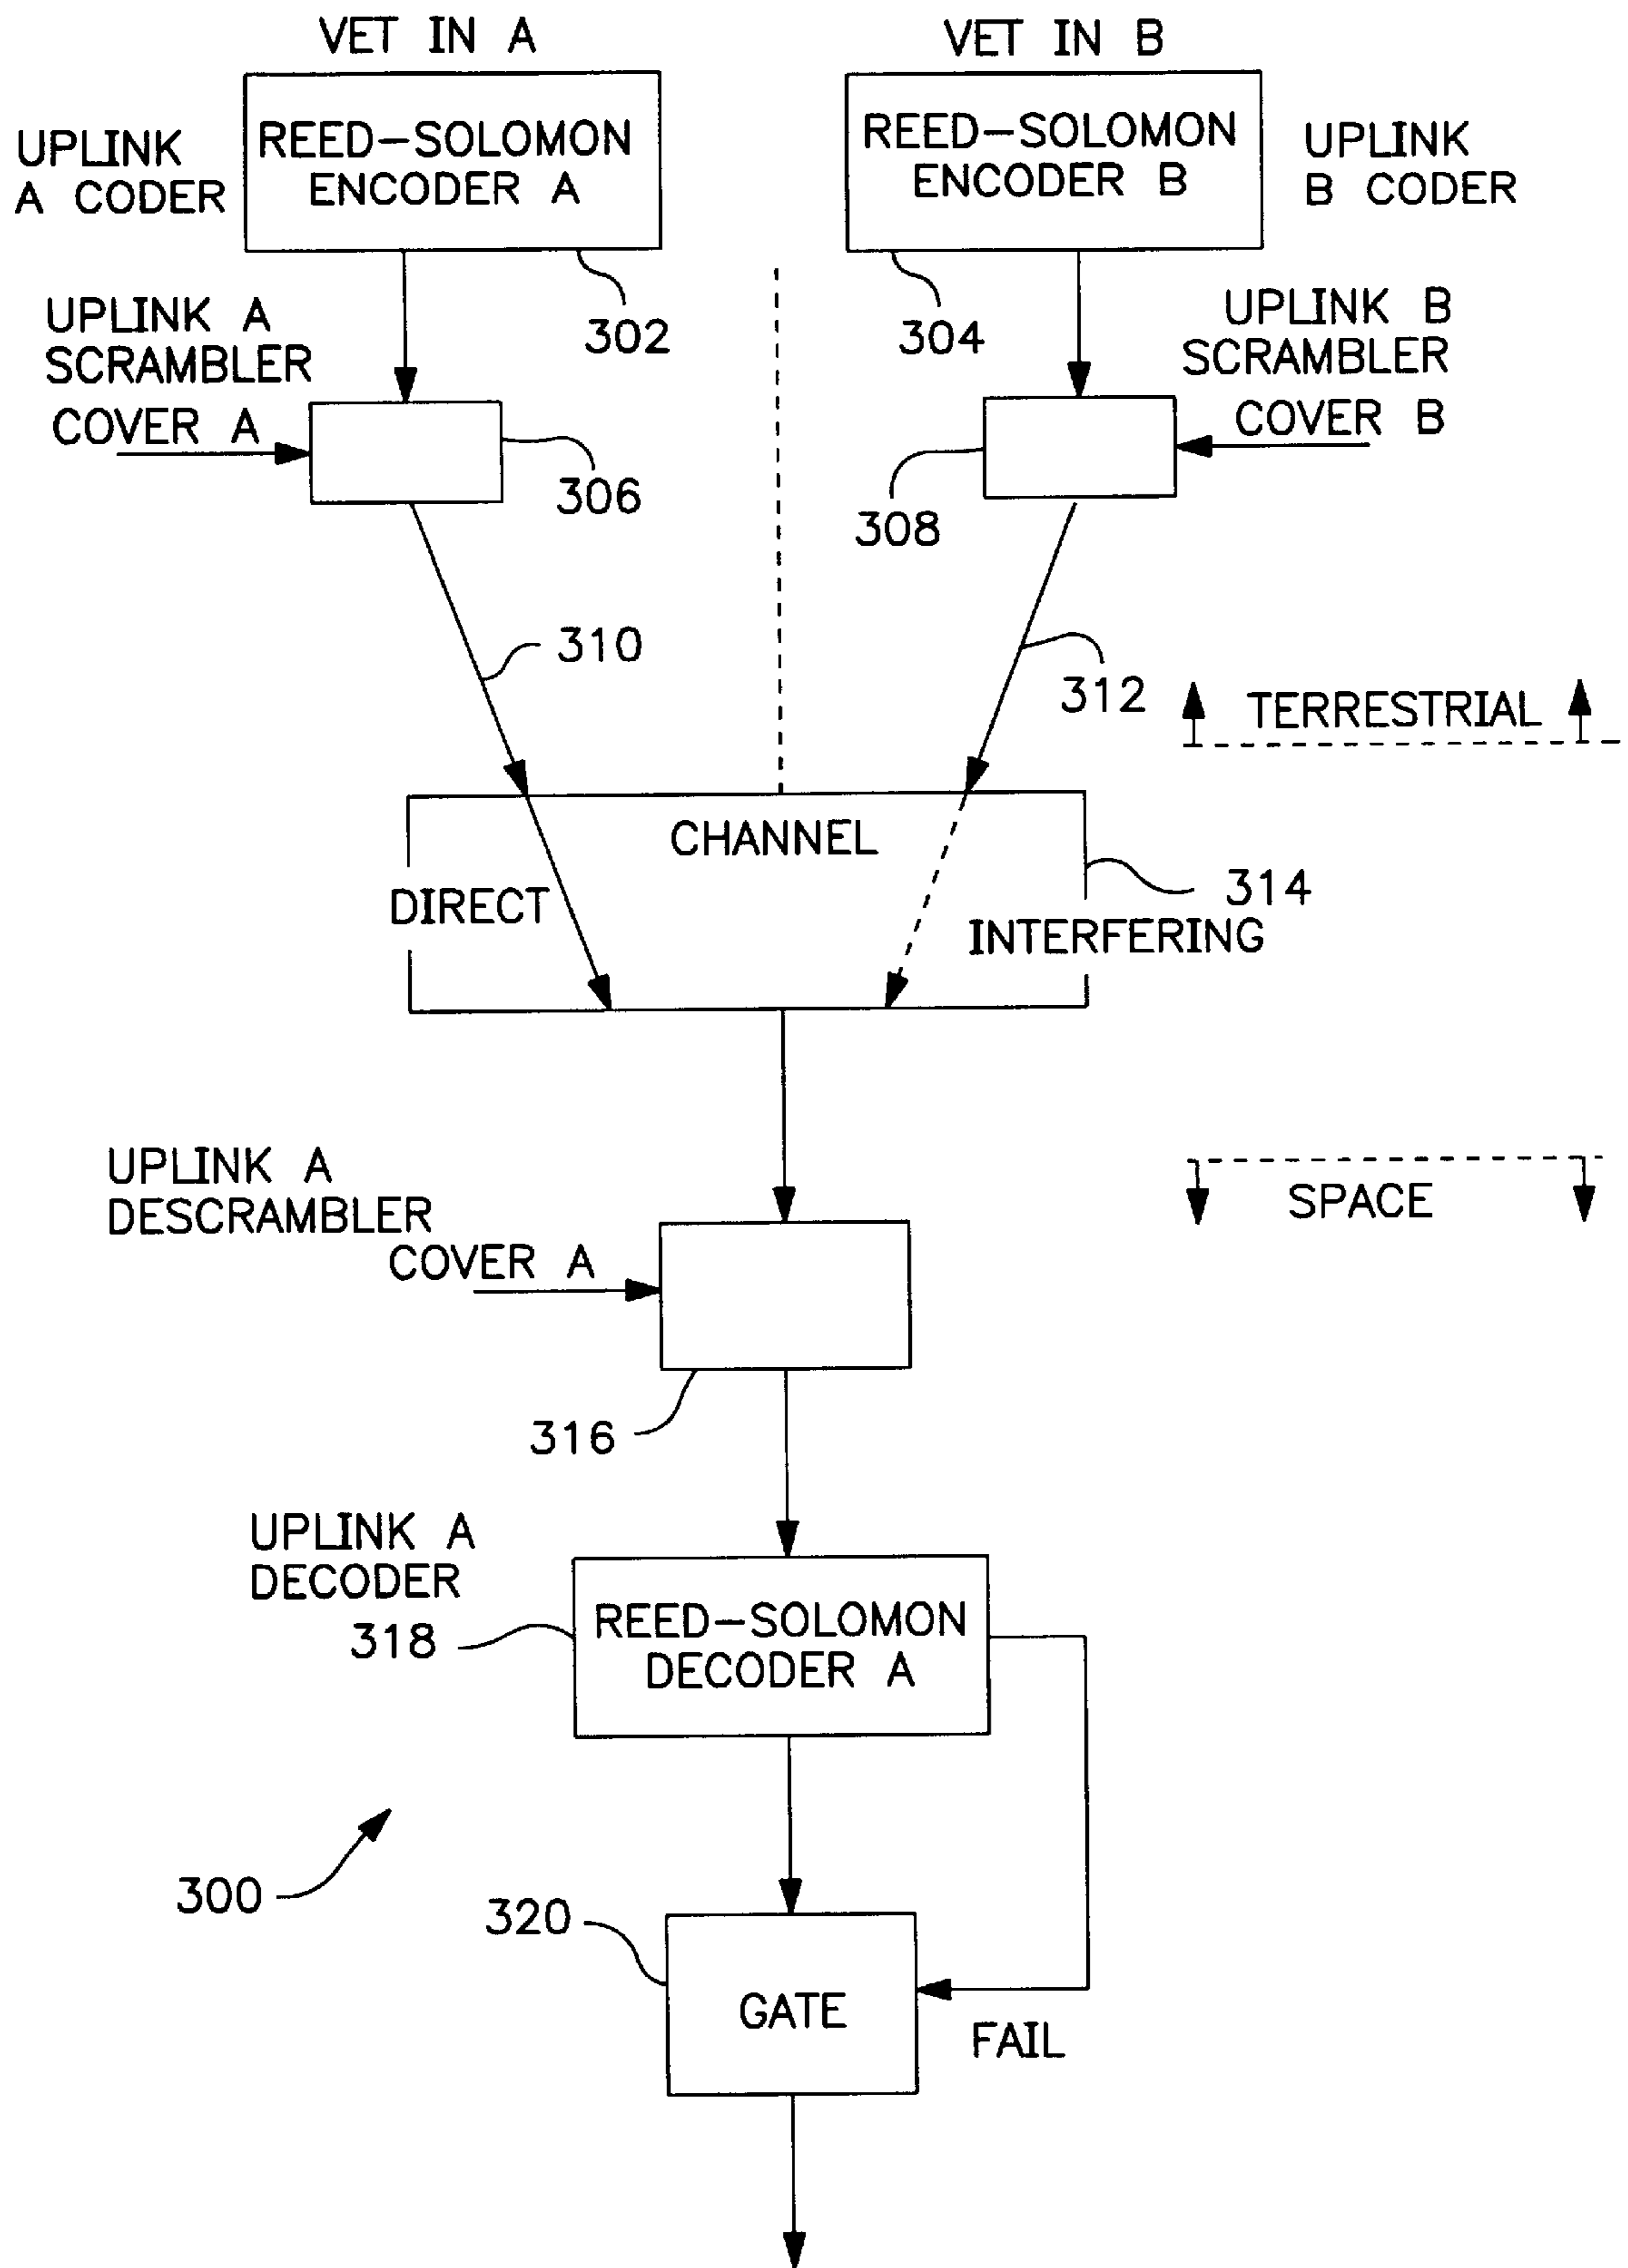 VET IN A
VET IN B
UPLINK
A CODER
REED-SOLOMON
ENCODER A
REED-SOLOMON
ENCODER B
UPLINK
B CODER
302
304
UPLINK A
SCRAMBLER
COVER A
306
UPLINK B
SCRAMBLER
COVER B
308
310
312
TERRESTRIAL
CHANNEL
DIRECT
INTERFERING
314
UPLINK A
DESCRAMBLER
COVER A
SPACE
316
UPLINK A
DECODER
318
REED-SOLOMON
DECODER A
300
320
GATE
FAIL